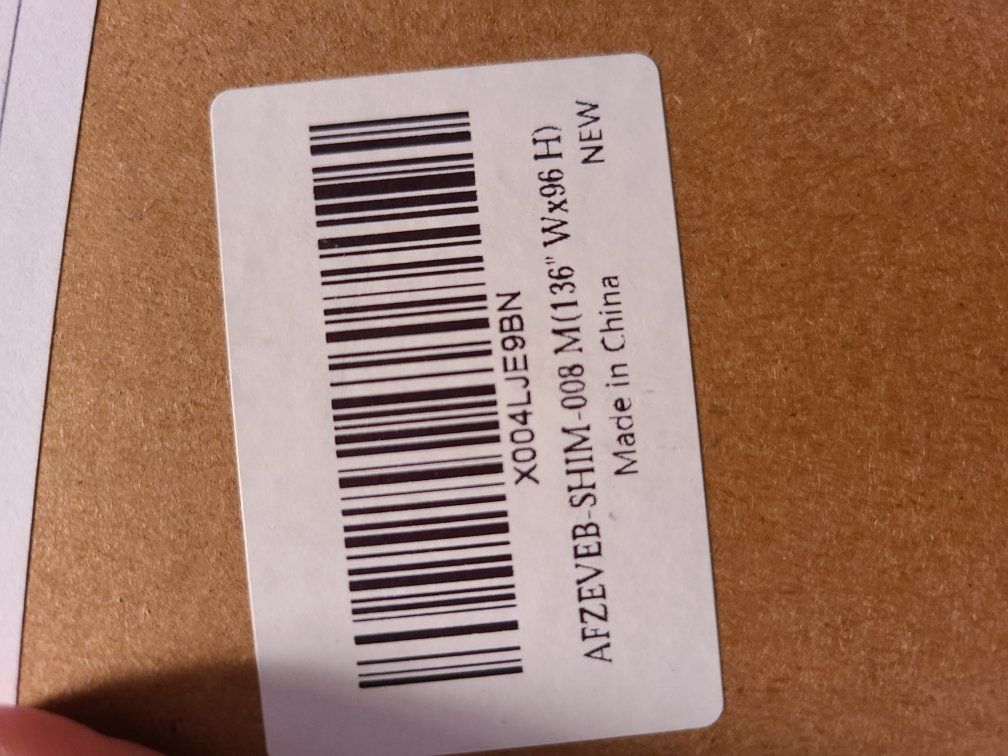 X004LJE9BN
AFZEVEB-SHIM-008 M(136" Wx96 H)
Made in China
NEW